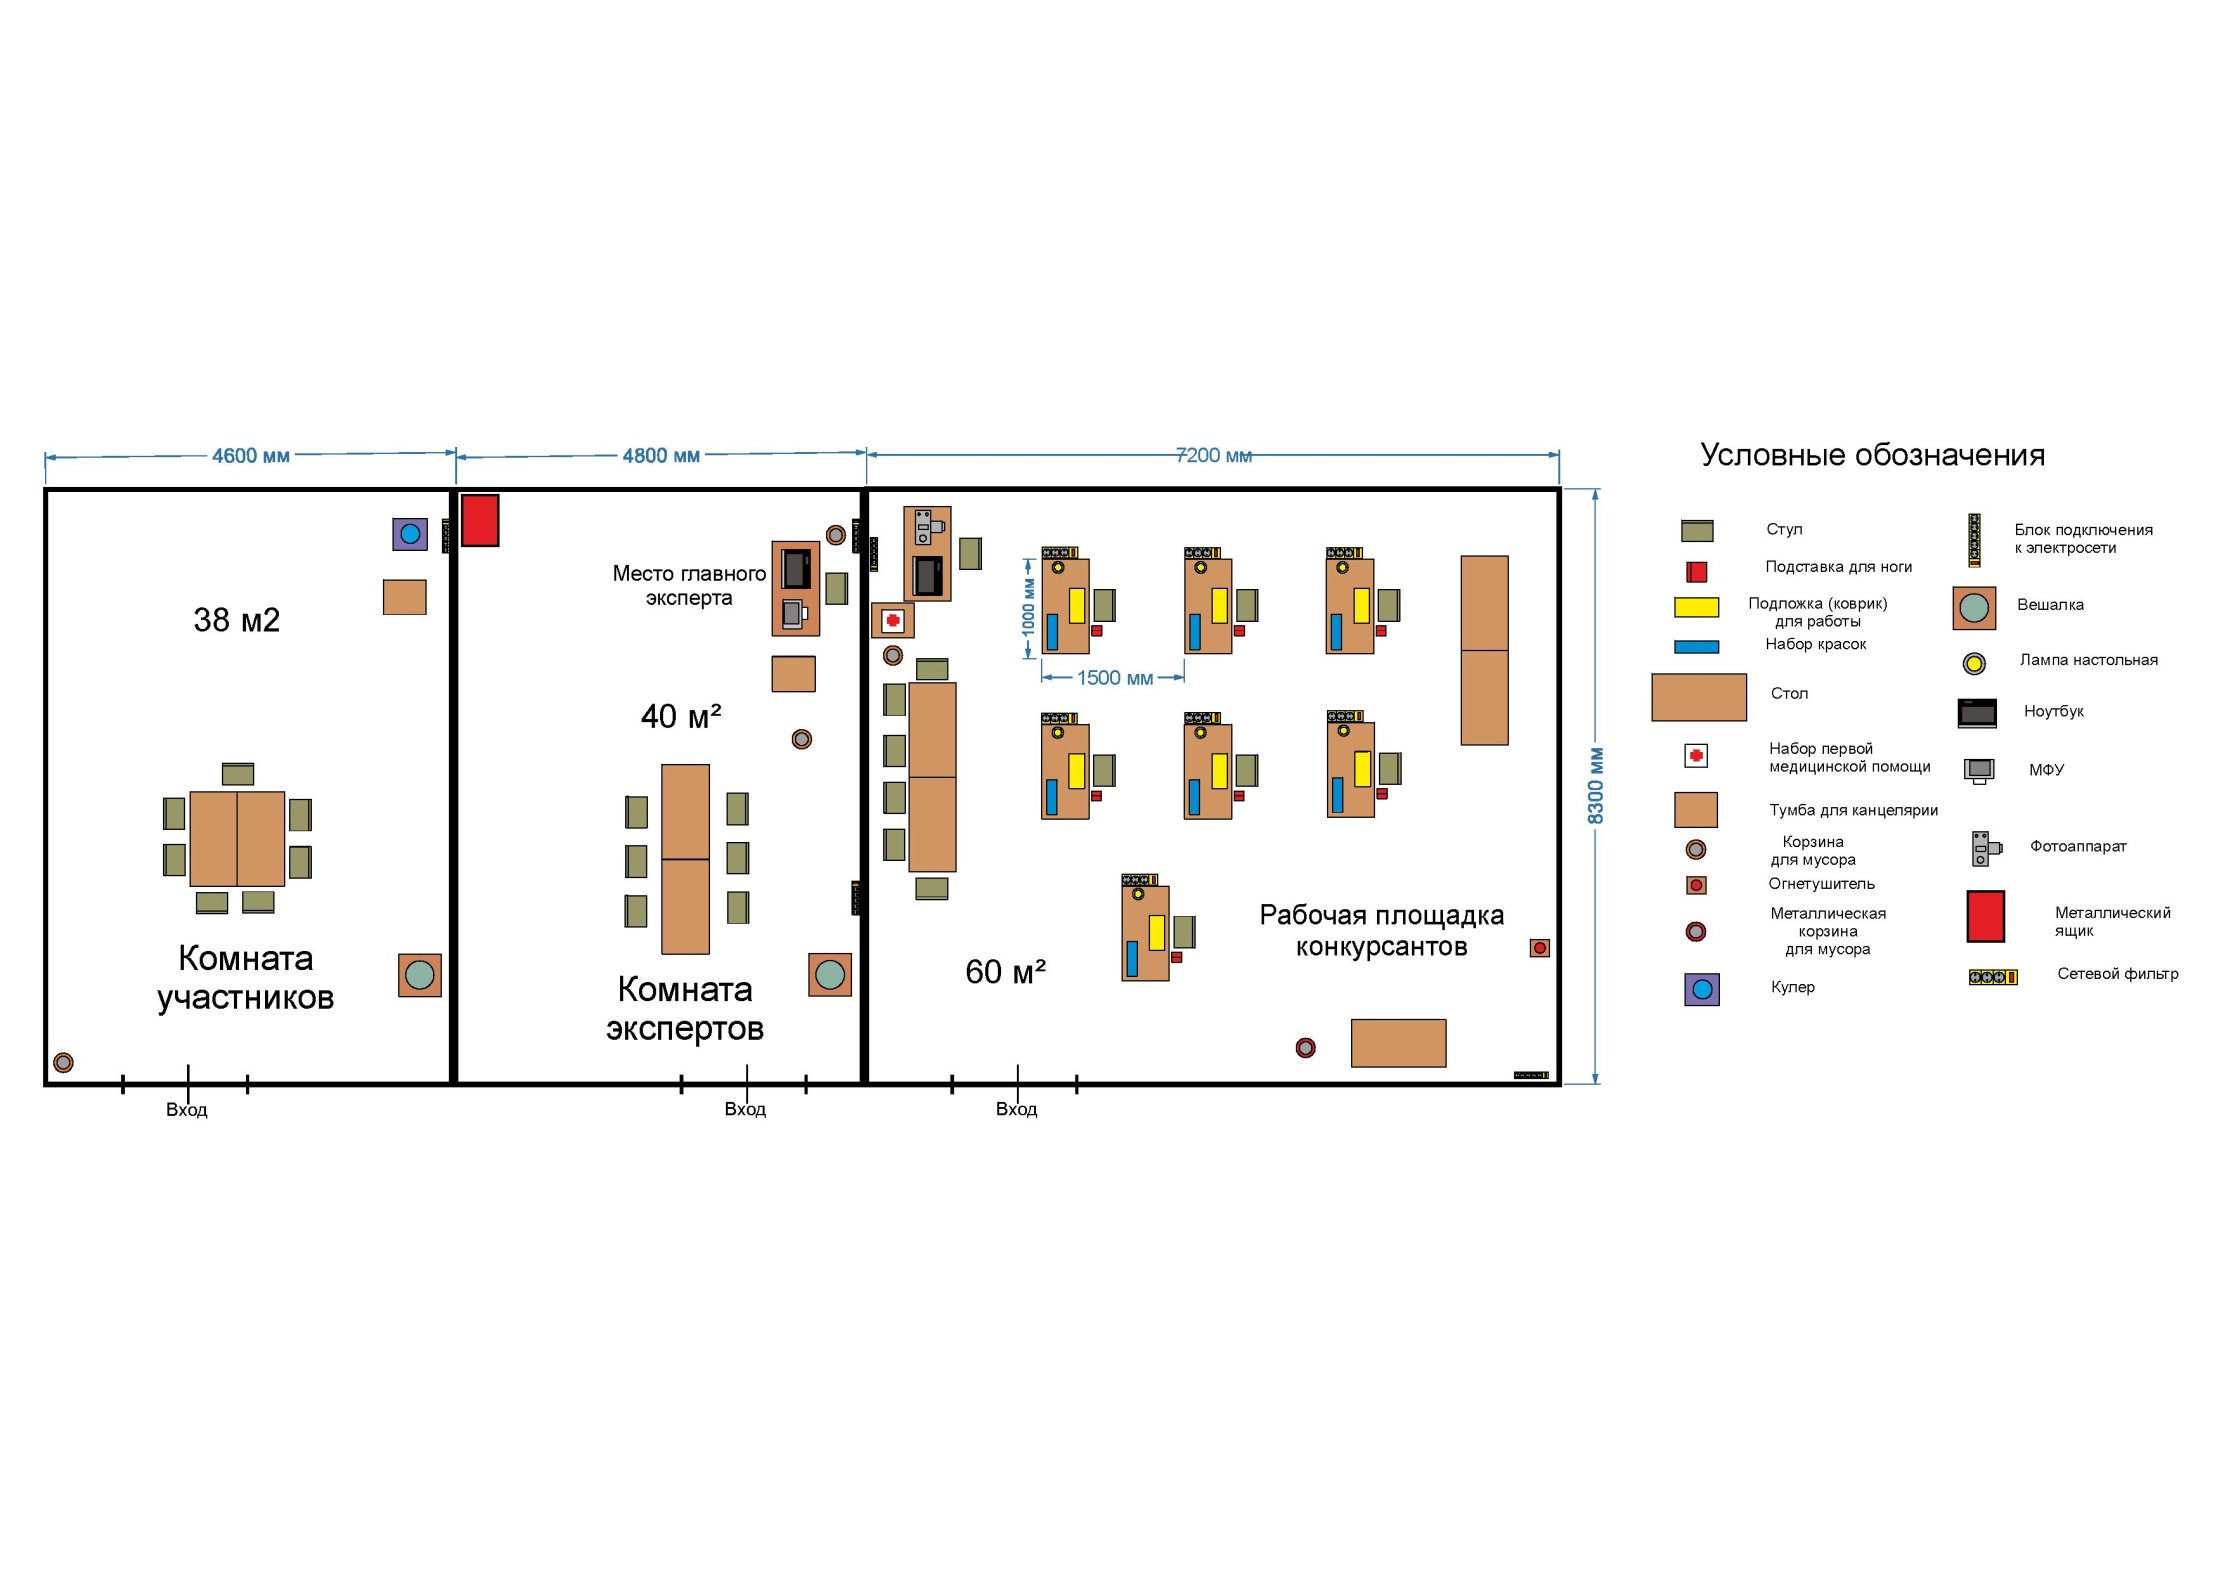 4600 мм
4800 мм
7200 мм
38 м2
Комната
участников
Вход
Место главного
эксперта
40 м²
Комната
экспертов
Вход
1000 мм
1500 мм
Рабочая площадка
конкурсантов
60 м²
Вход
8300 мм
Условные обозначения
Стул
Подставка для ноги
Подложка (коврик)
для работы
Набор красок
Стол
Набор первой
медицинской помощи
Тумба для канцелярии
Корзина
для мусора
Огнетушитель
Металлическая
корзина
для мусора
Кулер
Блок подключения
к электросети
Вешалка
Лампа настольная
Ноутбук
МФУ
Фотоаппарат
Металлический
ящик
Сетевой фильтр